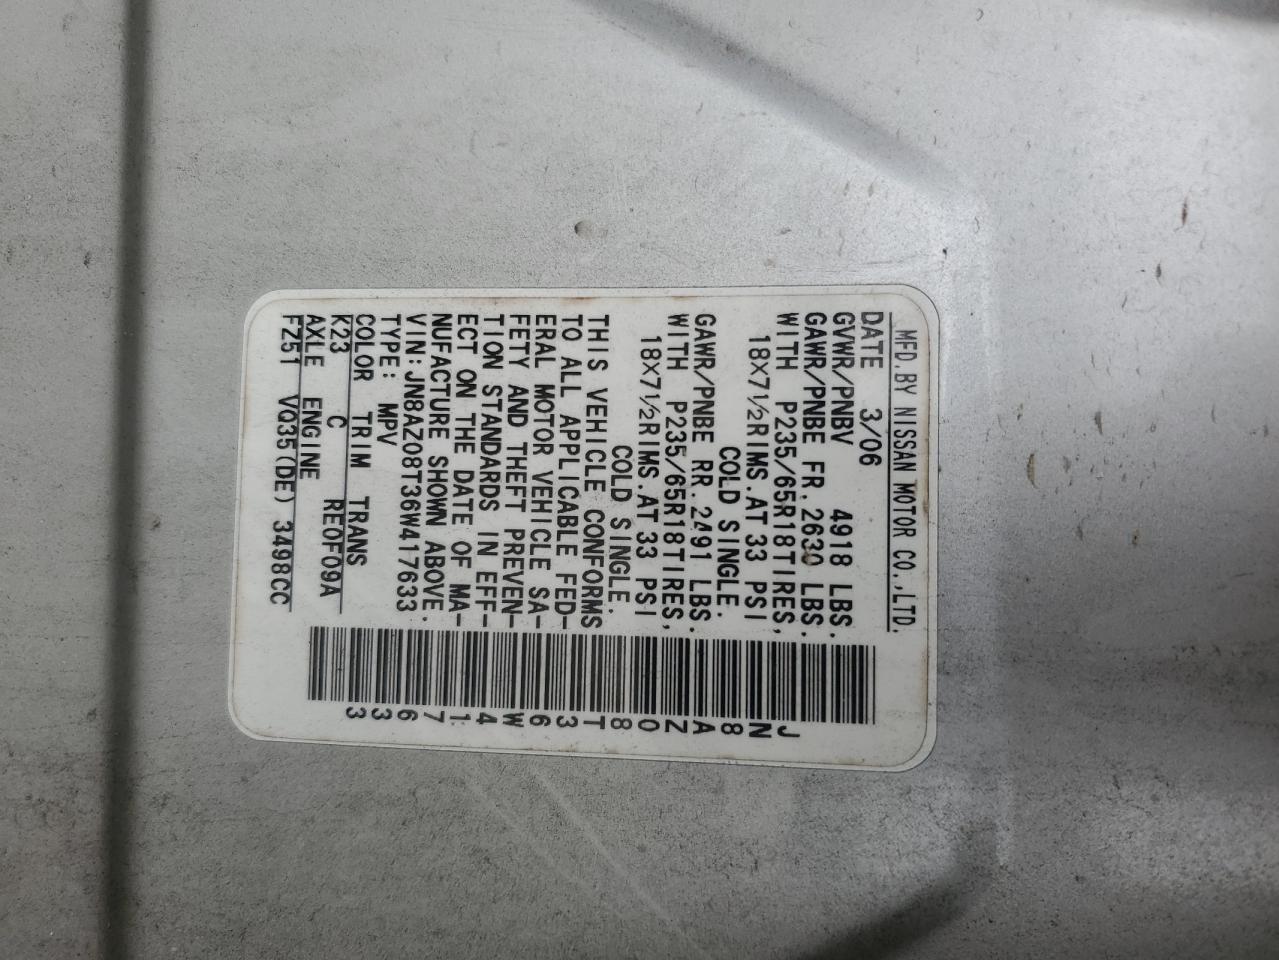 MFD.BY NISSAN MOTOR CO.,LTD.
DATE 3/06
GVWR/PNBV 4918 LBS.
GAWR/PNBE FR.2630 LBS.
WITH P235/65R18TIRES,
18X7½RIMS.AT 33 PSI
COLD SINGLE.
GAWR/PNBE RR.2491 LBS.
WITH P235/65R18TIRES,
18X7½RIMS.AT 33 PSI
COLD SINGLE.
THIS VEHICLE CONFORMS
TO ALL APPLICABLE FED-
ERAL MOTOR VEHICLE SA-
FETY AND THEFT PREVEN-
TION STANDARDS IN EFF-
ECT ON THE DATE OF MA-
NUFACTURE SHOWN ABOVE.
VIN:JN8AZ08T36W417633
TYPE: MPV
COLOR TRIM TRANS
K23 C RE0F09A
AXLE ENGINE
FZ51 VQ35(DE) 3498CC
JN8AZ08T36W417633